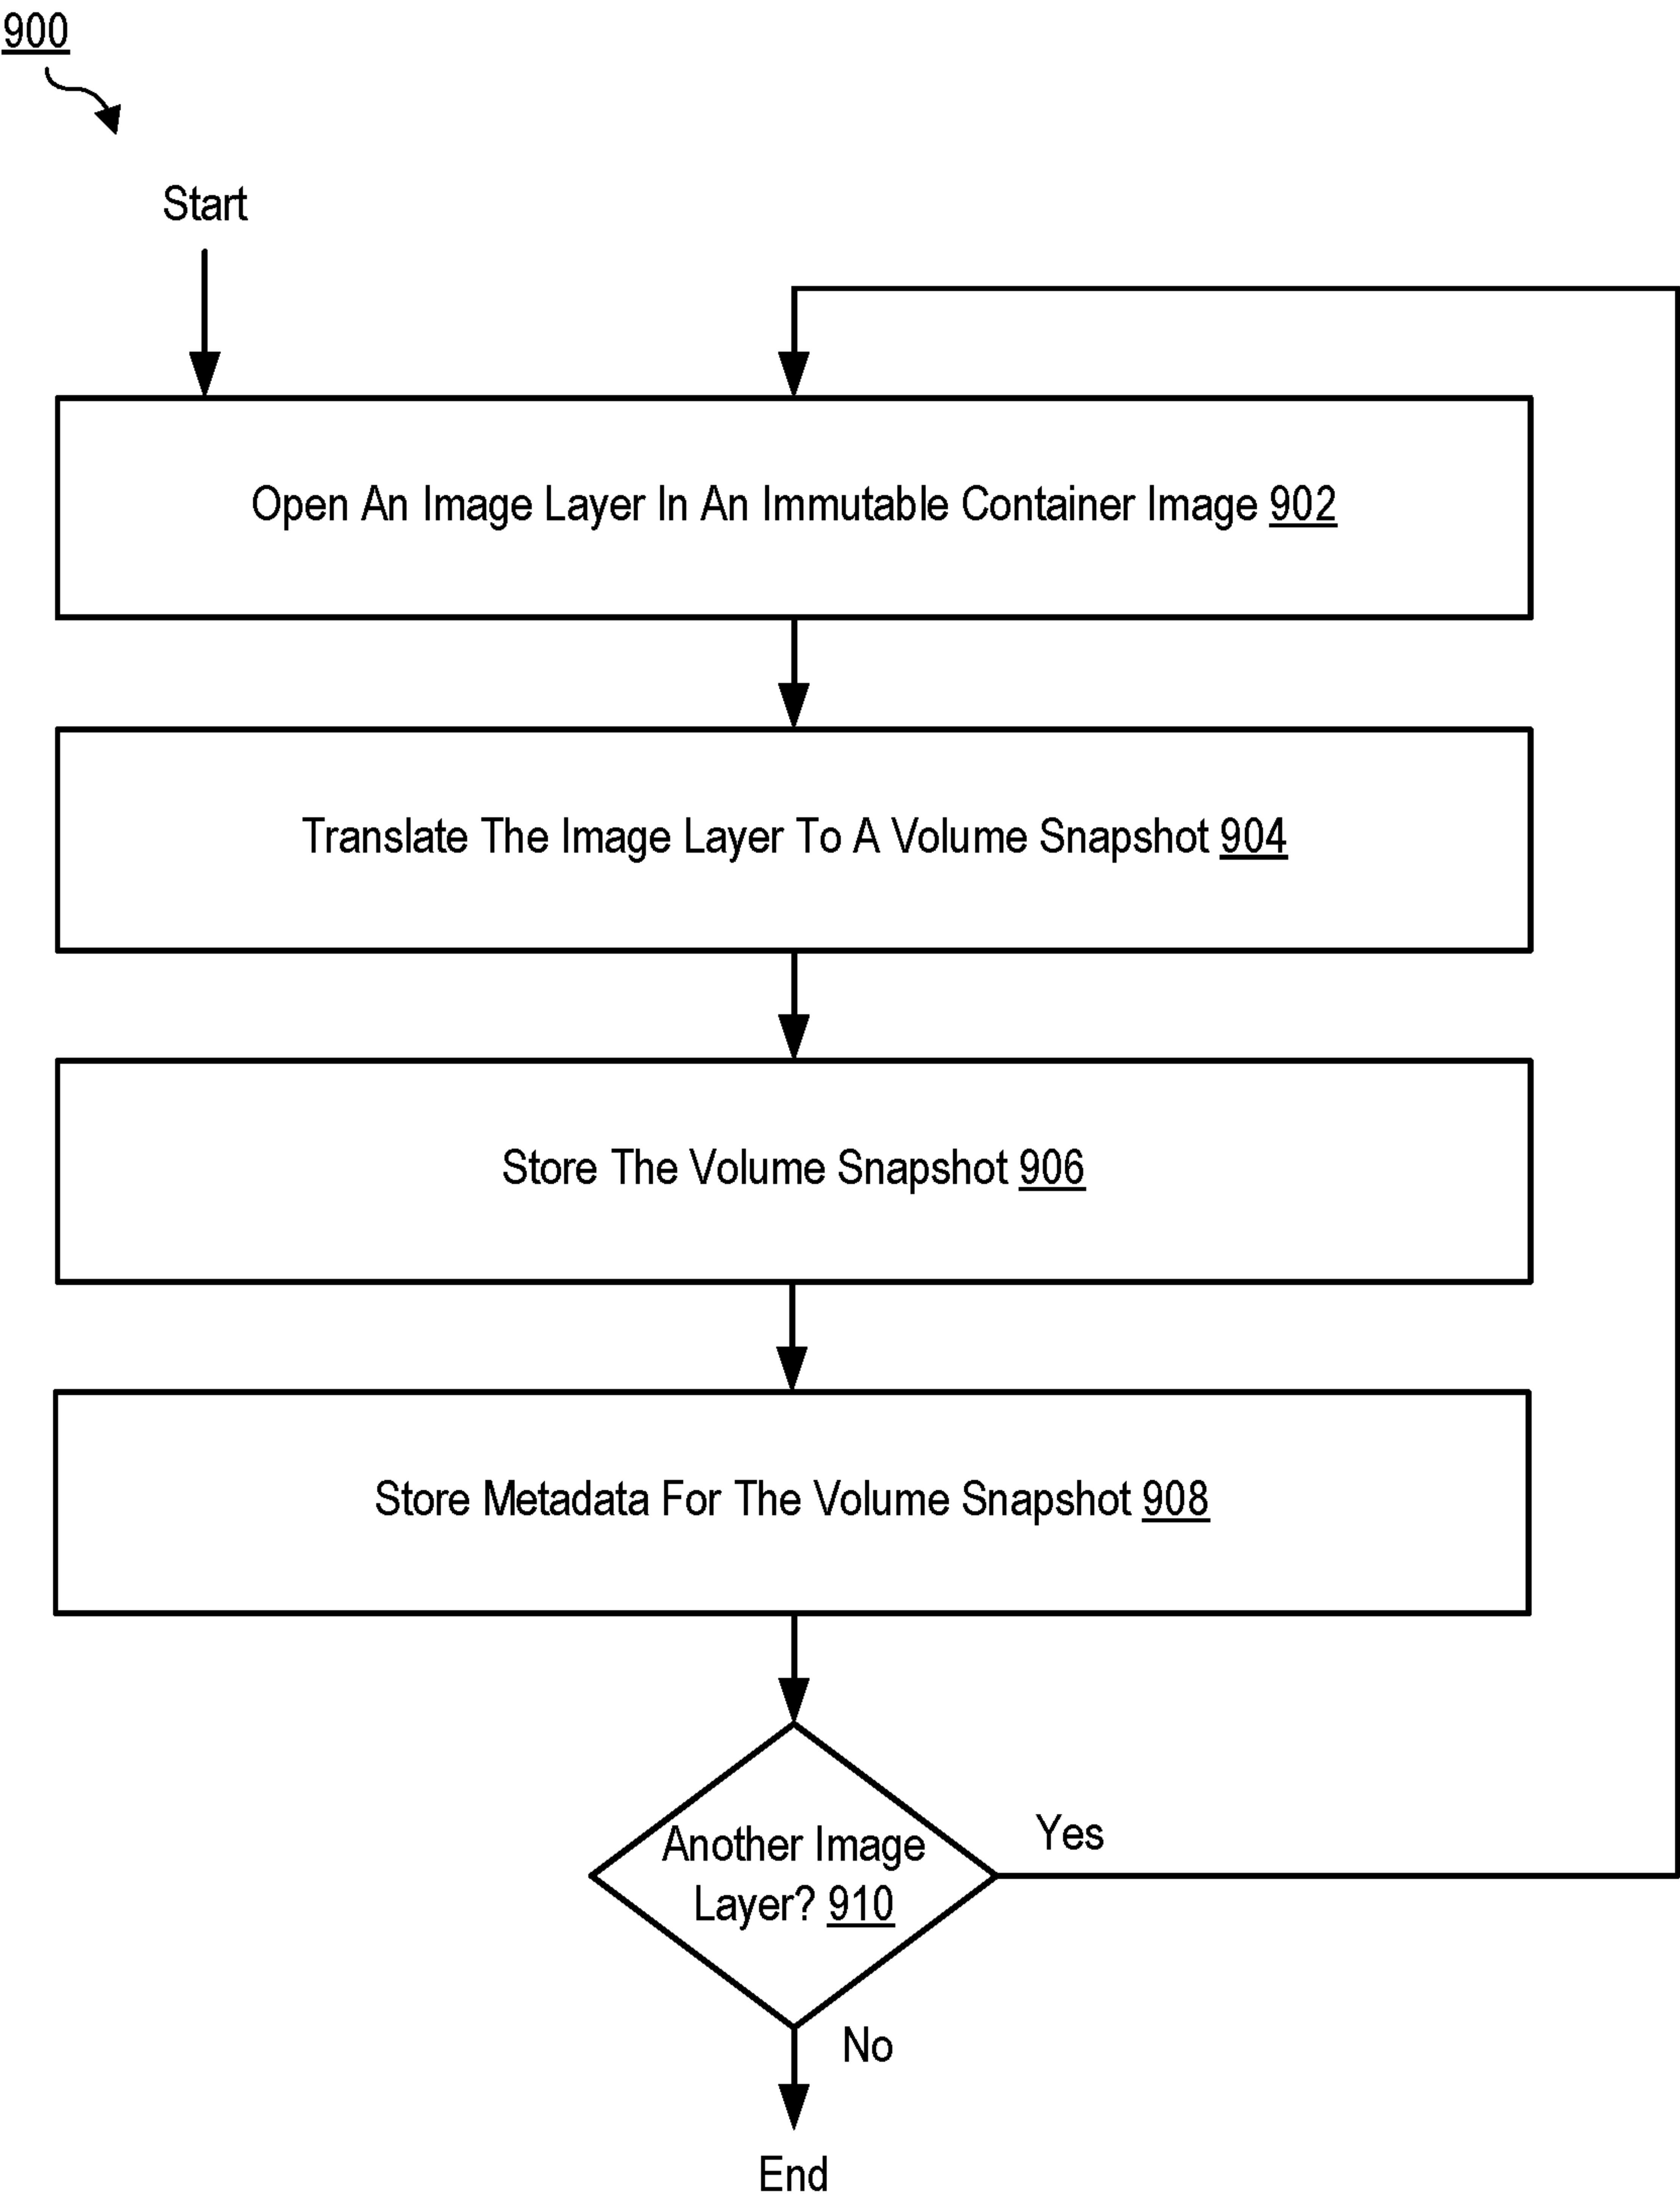 900
Start
Open An Image Layer In An Immutable Container Image 902
Translate The Image Layer To A Volume Snapshot 904
Store The Volume Snapshot 906
Store Metadata For The Volume Snapshot 908
Another Image
Layer? 910
Yes
No
End